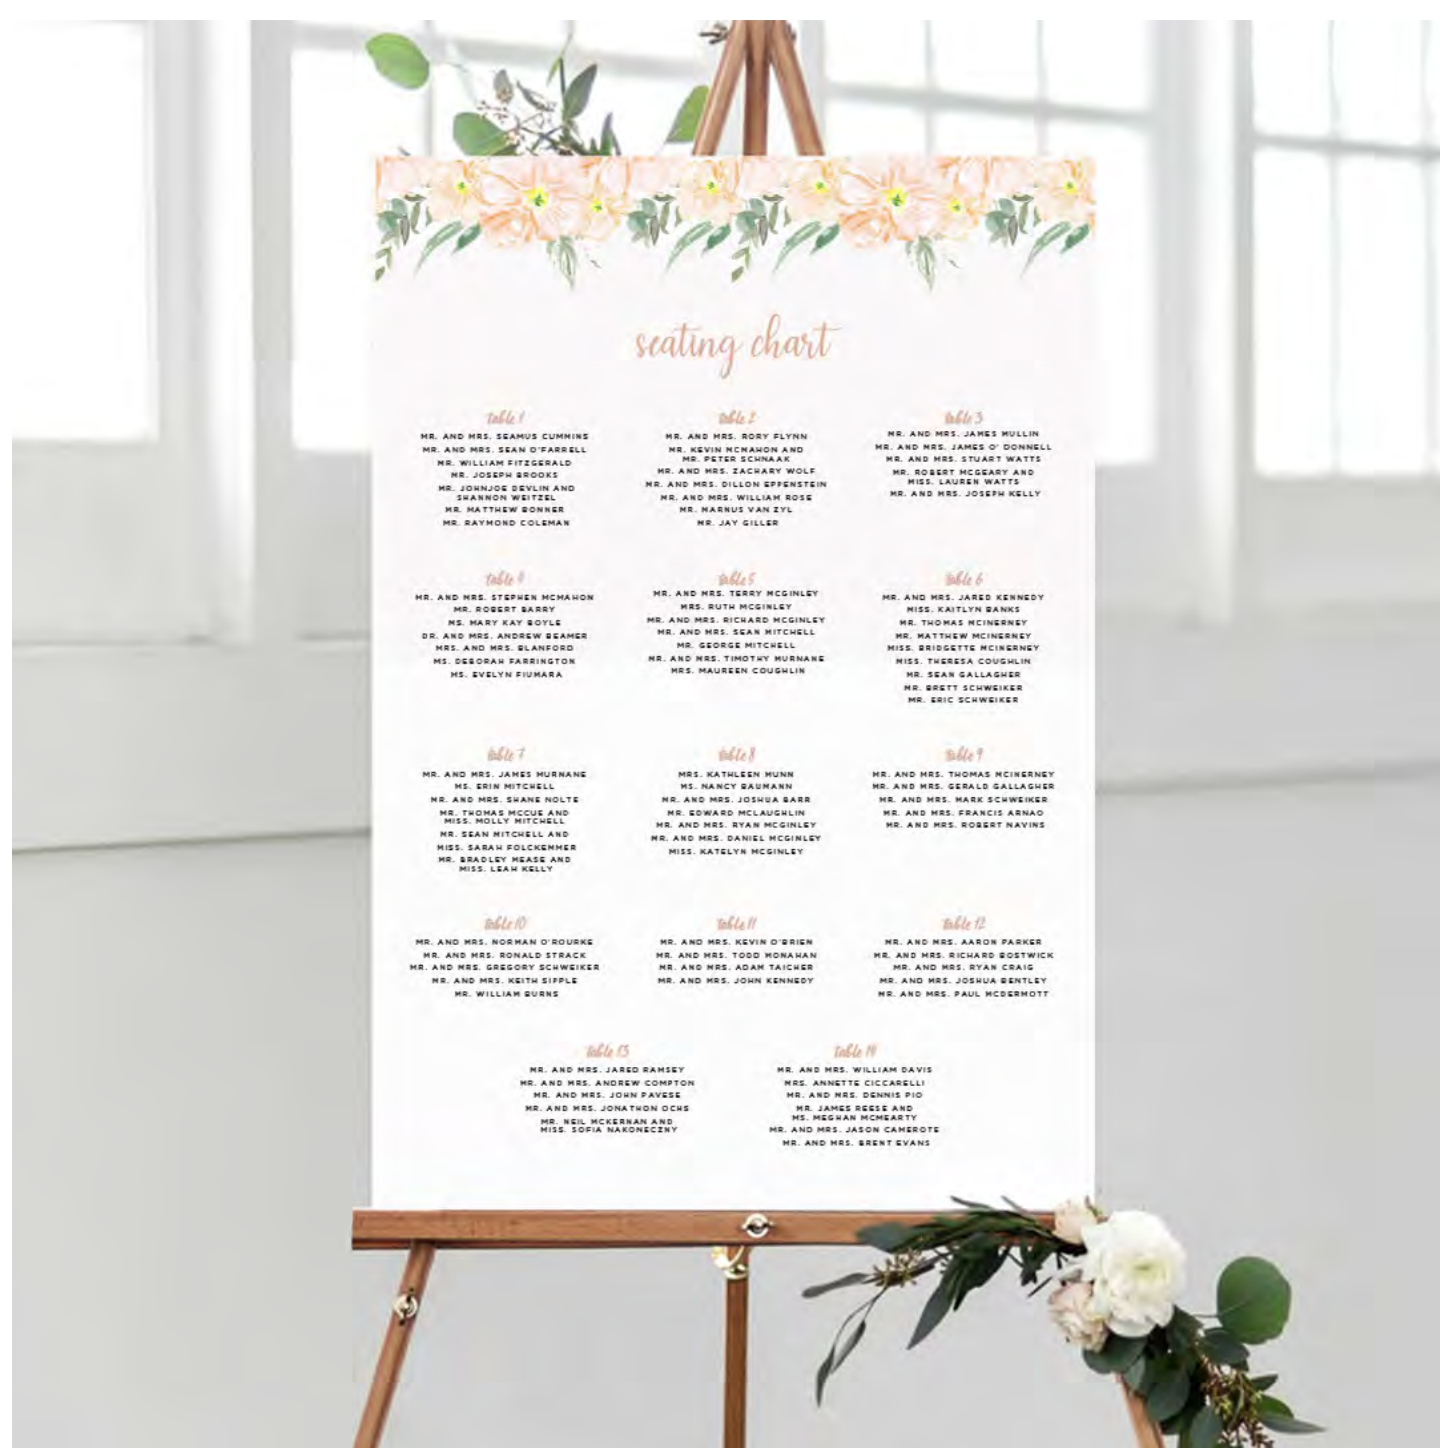 seating chart
table 1
MR. AND MRS. SEAMUS CUMMINS
MR. AND MRS. SEAN O'FARRELL
MR. WILLIAM FITZGERALD
MR. JOSEPH BROOKS
MR. JOHNJOE DEVLIN AND
SHANNON WEITZEL
MR. MATTHEW BONNER
MR. RAYMOND COLEMAN
table 2
MR. AND MRS. RORY FLYNN
MR. KEVIN MCMAHON AND
MR. PETER SCHNAAK
MR. AND MRS. ZACHARY WOLF
MR. AND MRS. DILLON EPPENSTEIN
MR. AND MRS. WILLIAM ROSE
MR. MARNUS VAN ZYL
MR. JAY GILLER
table 3
MR. AND MRS. JAMES MULLIN
MR. AND MRS. JAMES O' DONNELL
MR. AND MRS. STUART WATTS
MR. ROBERT MCGEARY AND
MISS. LAUREN WATTS
MR. AND MRS. JOSEPH KELLY
table 4
MR. AND MRS. STEPHEN MCMAHON
MR. ROBERT BARRY
MS. MARY KAY BOYLE
DR. AND MRS. ANDREW BEAMER
MRS. AND MRS. BLANFORD
MS. DEBORAH FARRINGTON
MS. EVELYN FIUMARA
table 5
MR. AND MRS. TERRY MCGINLEY
MRS. RUTH MCGINLEY
MR. AND MRS. RICHARD MCGINLEY
MR. AND MRS. SEAN MITCHELL
MR. GEORGE MITCHELL
MR. AND MRS. TIMOTHY MURNANE
MRS. MAUREEN COUGHLIN
table 6
MR. AND MRS. JARED KENNEDY
MISS. KAITLYN BANKS
MR. THOMAS MCINERNEY
MR. MATTHEW MCINERNEY
MISS. BRIDGETTE MCINERNEY
MISS. THERESA COUGHLIN
MR. SEAN GALLAGHER
MR. BRETT SCHWEIKER
MR. ERIC SCHWEIKER
table 7
MR. AND MRS. JAMES MURNANE
MS. ERIN MITCHELL
MR. AND MRS. SHANE NOLTE
MR. THOMAS MCCUE AND
MISS. MOLLY MITCHELL
MR. SEAN MITCHELL AND
MISS. SARAH FOLCKEMMER
MR. BRADLEY MEASE AND
MISS. LEAH KELLY
table 8
MRS. KATHLEEN MUNN
MS. NANCY BAUMANN
MR. AND MRS. JOSHUA BARR
MR. EDWARD MCLAUGHLIN
MR. AND MRS. RYAN MCGINLEY
MR. AND MRS. DANIEL MCGINLEY
MISS. KATELYN MCGINLEY
table 9
MR. AND MRS. THOMAS MCINERNEY
MR. AND MRS. GERALD GALLAGHER
MR. AND MRS. MARK SCHWEIKER
MR. AND MRS. FRANCIS ARNAO
MR. AND MRS. ROBERT NAVINS
table 10
MR. AND MRS. NORMAN O'ROURKE
MR. AND MRS. RONALD STRACK
MR. AND MRS. GREGORY SCHWEIKER
MR. AND MRS. KEITH SIPPLE
MR. WILLIAM BURNS
table 11
MR. AND MRS. KEVIN O'BRIEN
MR. AND MRS. TODD MONAHAN
MR. AND MRS. ADAM TAICHER
MR. AND MRS. JOHN KENNEDY
table 12
MR. AND MRS. AARON PARKER
MR. AND MRS. RICHARD BOSTWICK
MR. AND MRS. RYAN CRAIG
MR. AND MRS. JOSHUA BENTLEY
MR. AND MRS. PAUL MCDERMOTT
table 13
MR. AND MRS. JARED RAMSEY
MR. AND MRS. ANDREW COMPTON
MR. AND MRS. JOHN PAVESE
MR. AND MRS. JONATHON OCHS
MR. NEIL MCKERNAN AND
MISS. SOFIA NAKONECZNY
table 14
MR. AND MRS. WILLIAM DAVIS
MRS. ANNETTE CICCARELLI
MR. AND MRS. DENNIS PIO
MR. JAMES REESE AND
MS. MEGHAN MCMEARTY
MR. AND MRS. JASON CAMEROTE
MR. AND MRS. BRENT EVANS